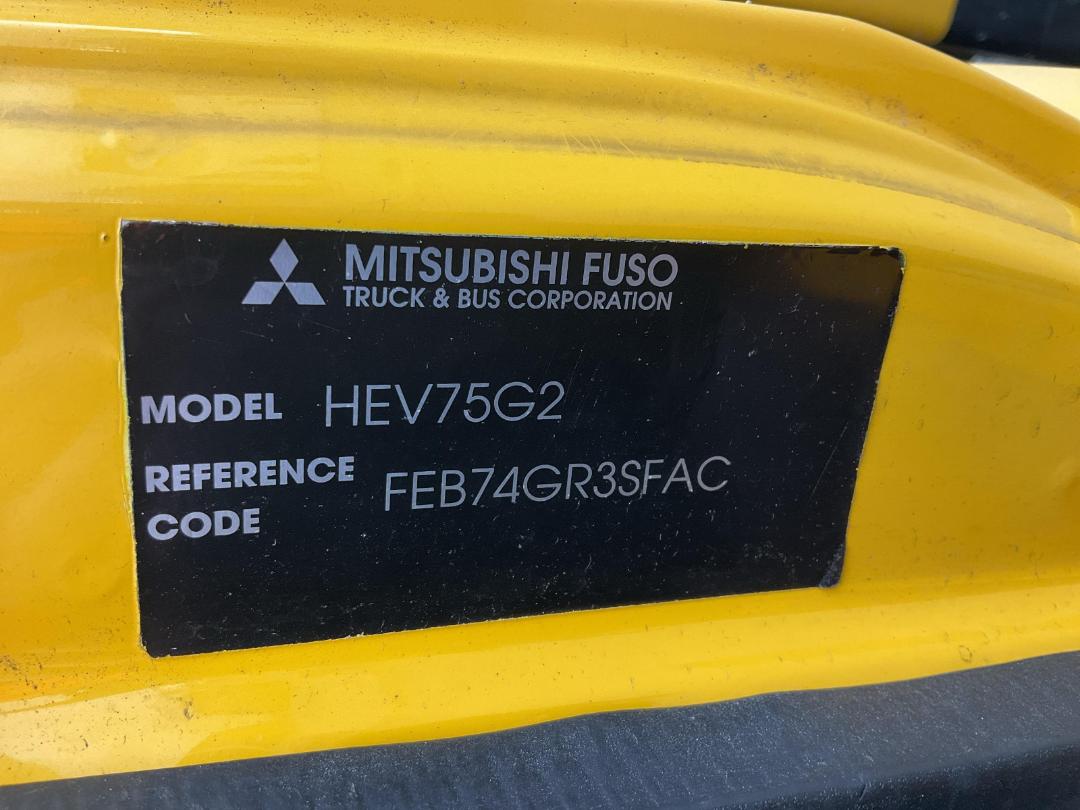 MITSUBISHI FUSO
TRUCK & BUS CORPORATION
MODEL HEV75G2
REFERENCE CODE FEB74GR3SFAC